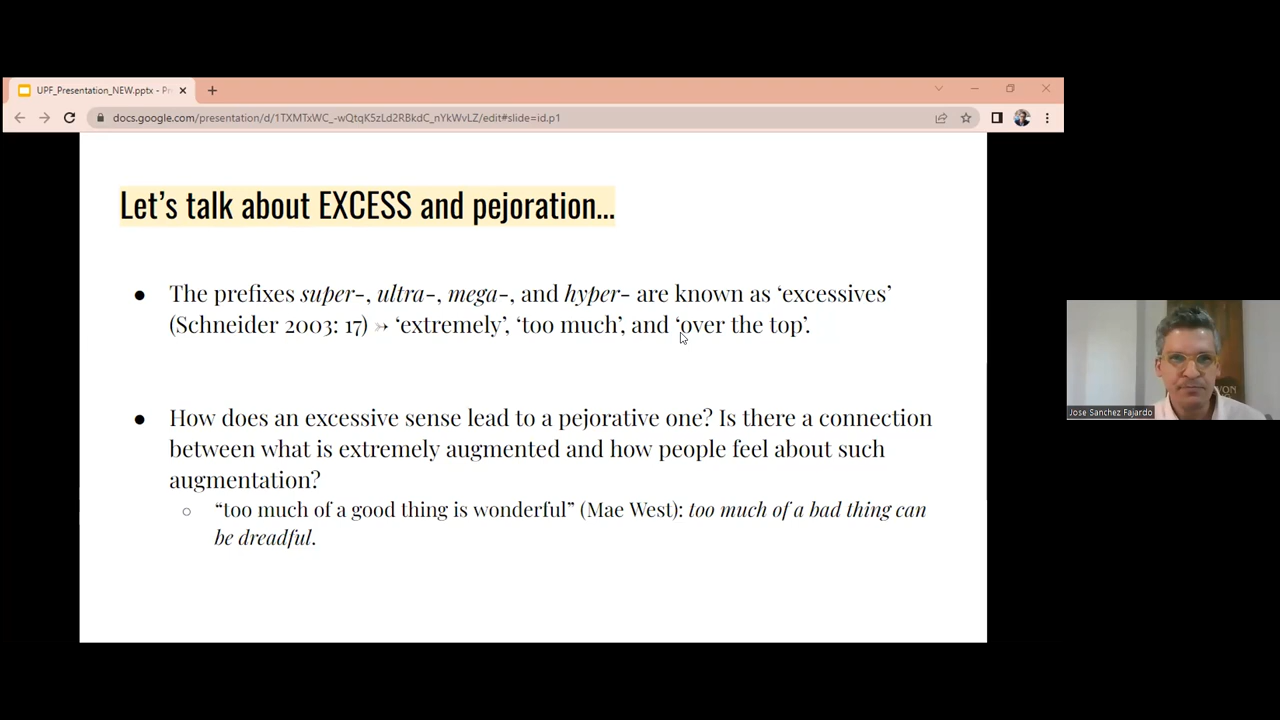 UPF_Presentation_NEW.pptx - Pr
docs.google.com/presentation/d/1TXMTxWC_-wQtqK5zLd2RBkdC_nYkWvLZ/edit#slide=id.p1
Let’s talk about EXCESS and pejoration...
● The prefixes super-, ultra-, mega-, and hyper- are known as ‘excessives’
(Schneider 2003: 17) ➳ ‘extremely’, ‘too much’, and ‘over the top’.
● How does an excessive sense lead to a pejorative one? Is there a connection
between what is extremely augmented and how people feel about such
augmentation?
○ “too much of a good thing is wonderful” (Mae West): too much of a bad thing can
be dreadful.
Jose Sanchez Fajardo